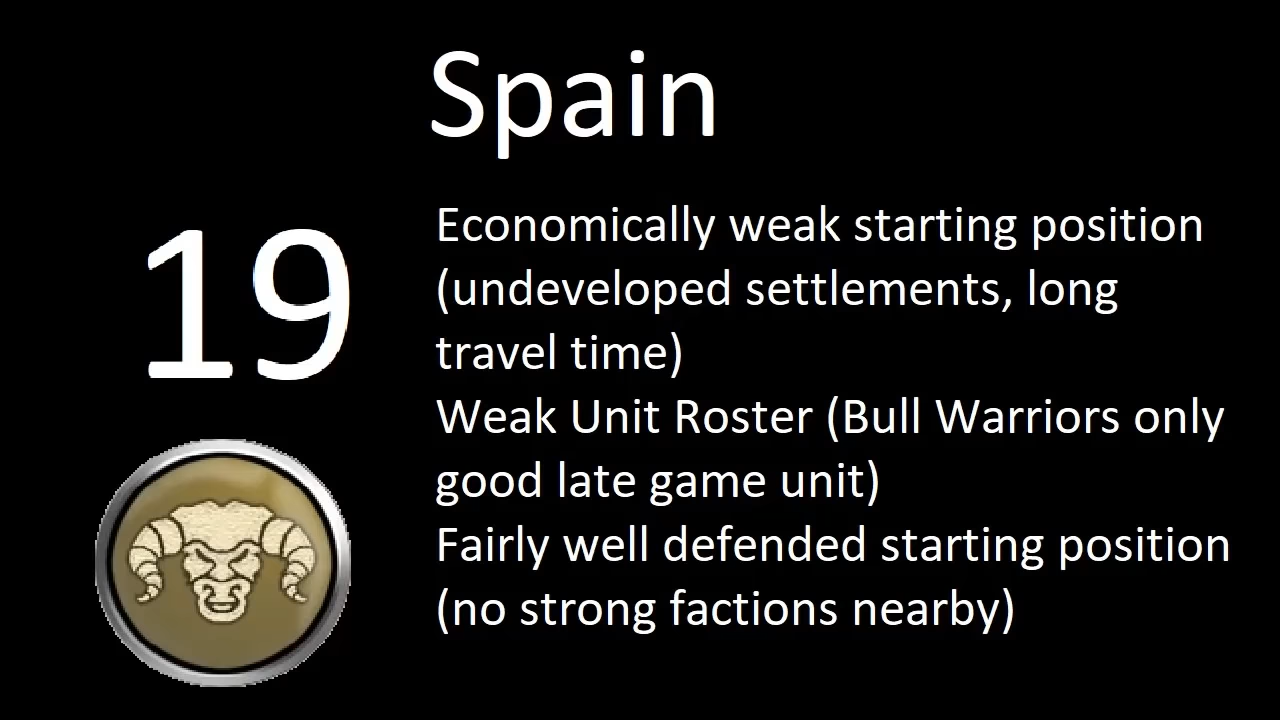 Spain
19
Economically weak starting position
(undeveloped settlements, long
travel time)
Weak Unit Roster (Bull Warriors only
good late game unit)
Fairly well defended starting position
(no strong factions nearby)